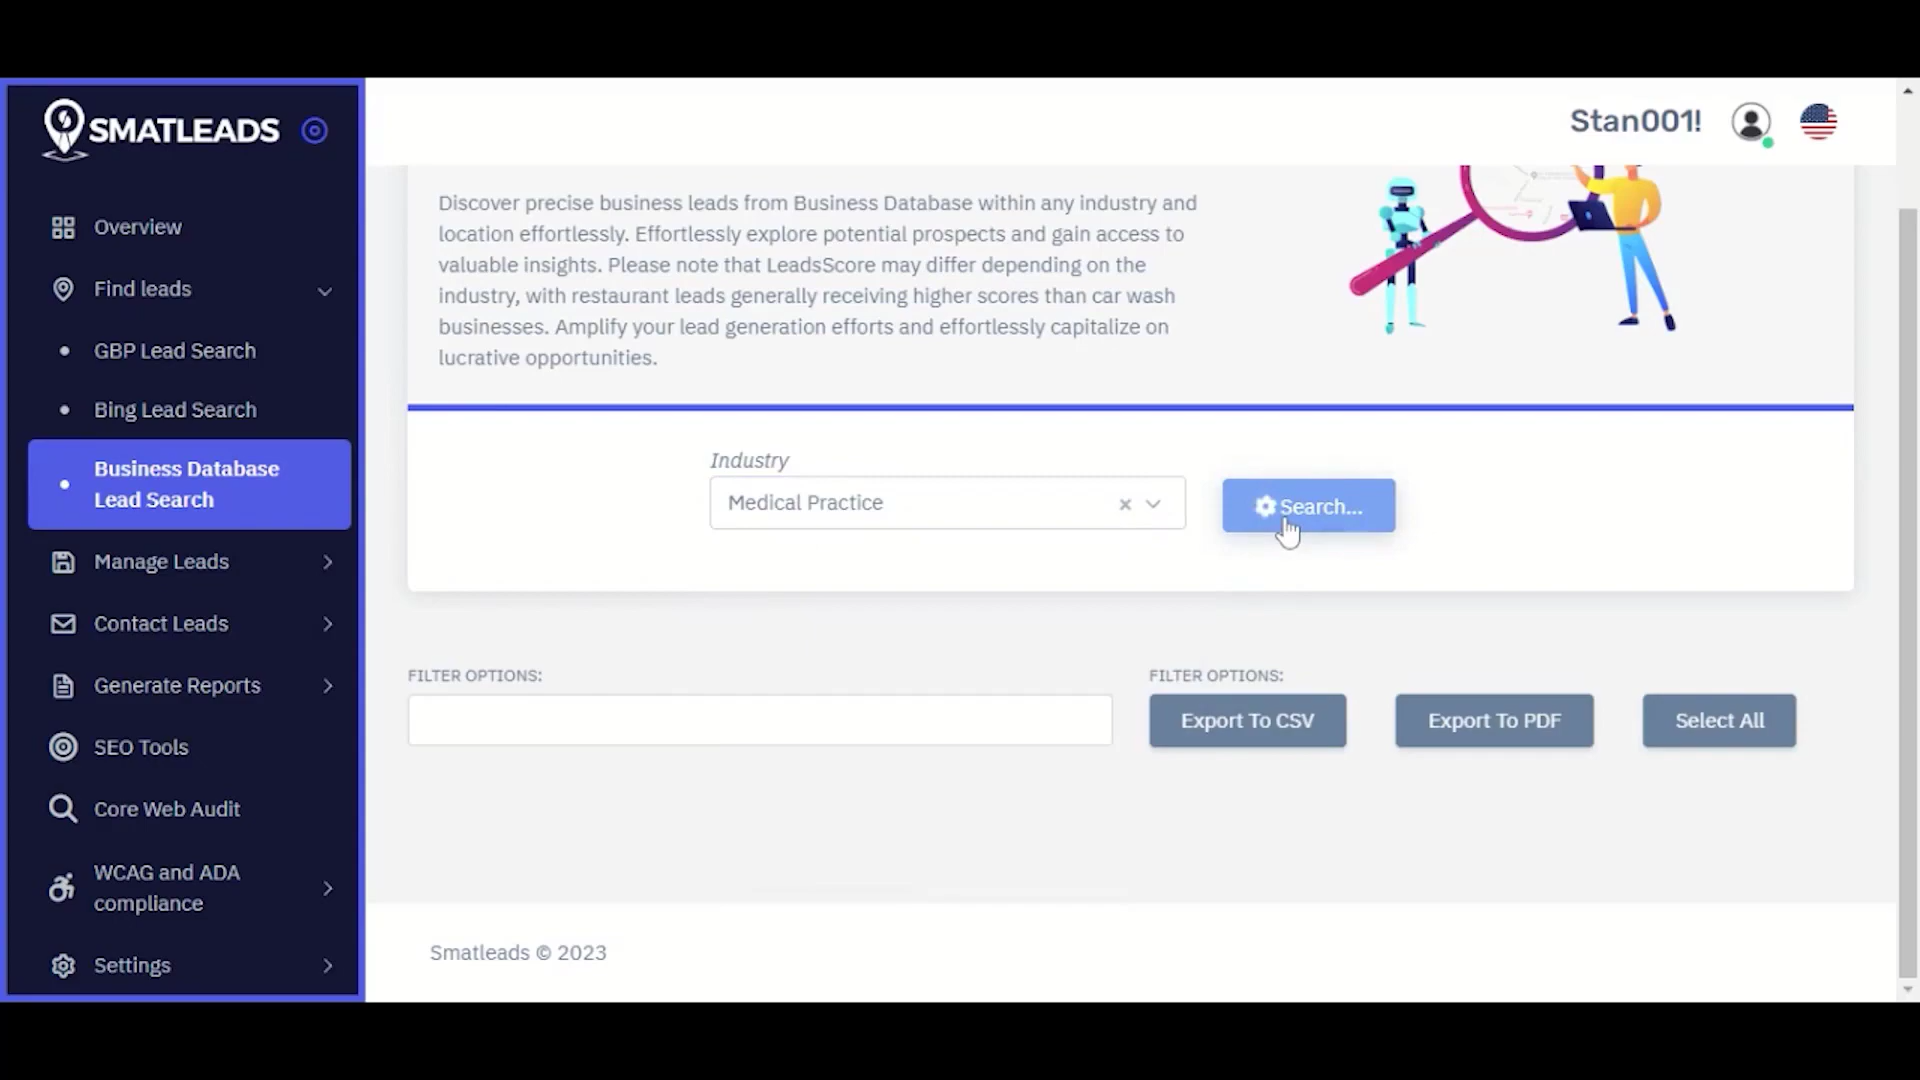 SMATLEADS
Overview
Find leads
GBP Lead Search
Bing Lead Search
Business Database
Lead Search
Manage Leads
Contact Leads
Generate Reports
SEO Tools
Core Web Audit
WCAG and ADA
compliance
Settings
Stan001!
Discover precise business leads from Business Database within any industry and
location effortlessly. Effortlessly explore potential prospects and gain access to
valuable insights. Please note that LeadsScore may differ depending on the
industry, with restaurant leads generally receiving higher scores than car wash
businesses. Amplify your lead generation efforts and effortlessly capitalize on
lucrative opportunities.
Industry
Medical Practice
Search...
FILTER OPTIONS:
FILTER OPTIONS:
Export To CSV
Export To PDF
Select All
Smatleads © 2023